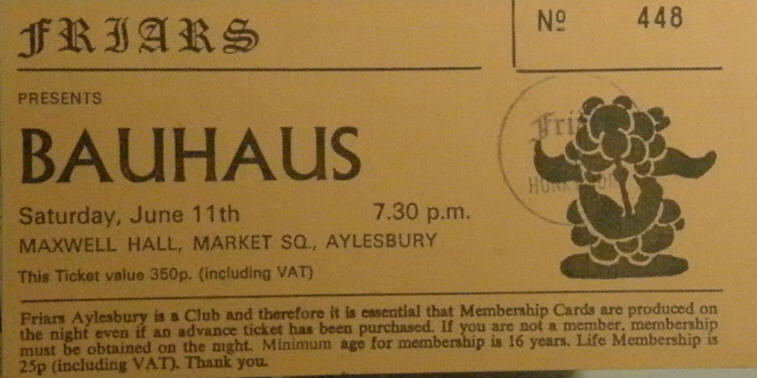 FRIARS
Nº 448
PRESENTS
BAUHAUS
Saturday, June 11th 7.30 p.m.
MAXWELL HALL, MARKET SQ., AYLESBURY
This Ticket value 350p. (including VAT)
Friars Aylesbury is a Club and therefore it is essential that Membership Cards are produced on
the night even if an advance ticket has been purchased. If you are not a member, membership
must be obtained on the night. Minimum age for membership is 16 years. Life Membership is
25p (including VAT). Thank you.